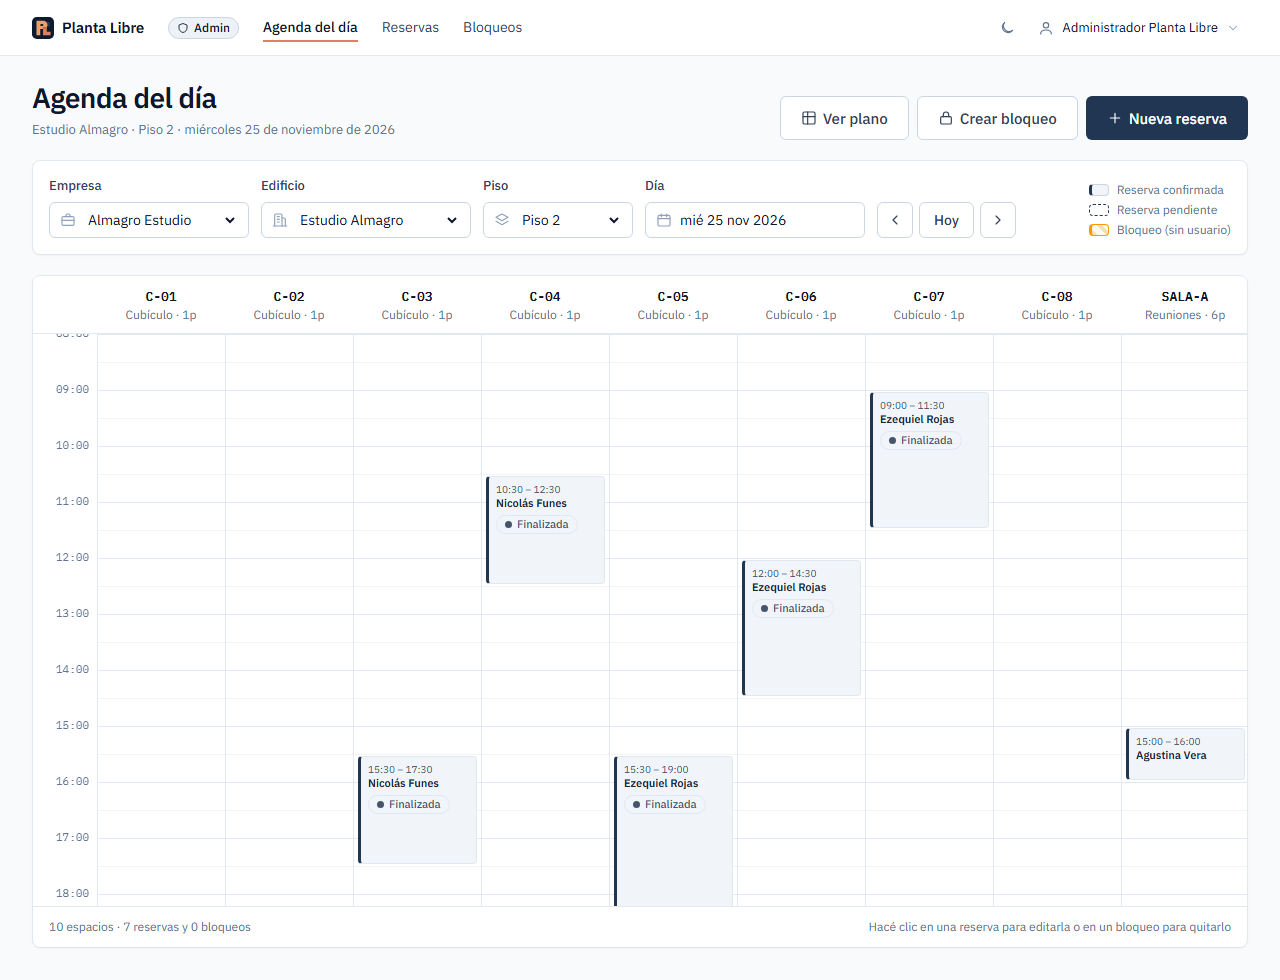 Planta Libre
Admin
Agenda del día
Reservas
Bloqueos
Administrador Planta Libre
Agenda del día
Estudio Almagro · Piso 2 · miércoles 25 de noviembre de 2026
Ver plano
Crear bloqueo
Nueva reserva
Empresa
Edificio
Piso
Día
Almagro Estudio
Estudio Almagro
Piso 2
mié 25 nov 2026
Hoy
Reserva confirmada
Reserva pendiente
Bloqueo (sin usuario)
C-01
Cubículo · 1p
C-02
Cubículo · 1p
C-03
Cubículo · 1p
C-04
Cubículo · 1p
C-05
Cubículo · 1p
C-06
Cubículo · 1p
C-07
Cubículo · 1p
C-08
Cubículo · 1p
SALA-A
Reuniones · 6p
08:00
09:00
09:00 – 11:30
Ezequiel Rojas
Finalizada
10:00
10:30 – 12:30
Nicolás Funes
Finalizada
11:00
12:00
12:00 – 14:30
Ezequiel Rojas
Finalizada
13:00
14:00
15:00
15:00 – 16:00
Agustina Vera
15:30 – 17:30
Nicolás Funes
Finalizada
15:30 – 19:00
Ezequiel Rojas
Finalizada
16:00
17:00
18:00
10 espacios · 7 reservas y 0 bloqueos
Hacé clic en una reserva para editarla o en un bloqueo para quitarlo